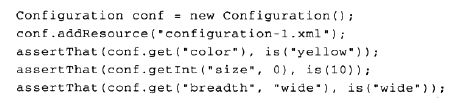 Configuration conf = new Configuration();
conf.addResource("configuration-1.xml");
assertThat(conf.get("color"), is("yellow"));
assertThat(conf.getInt("size", 0), is(10));
assertThat(conf.get("breadth", "wide"), is("wide"));